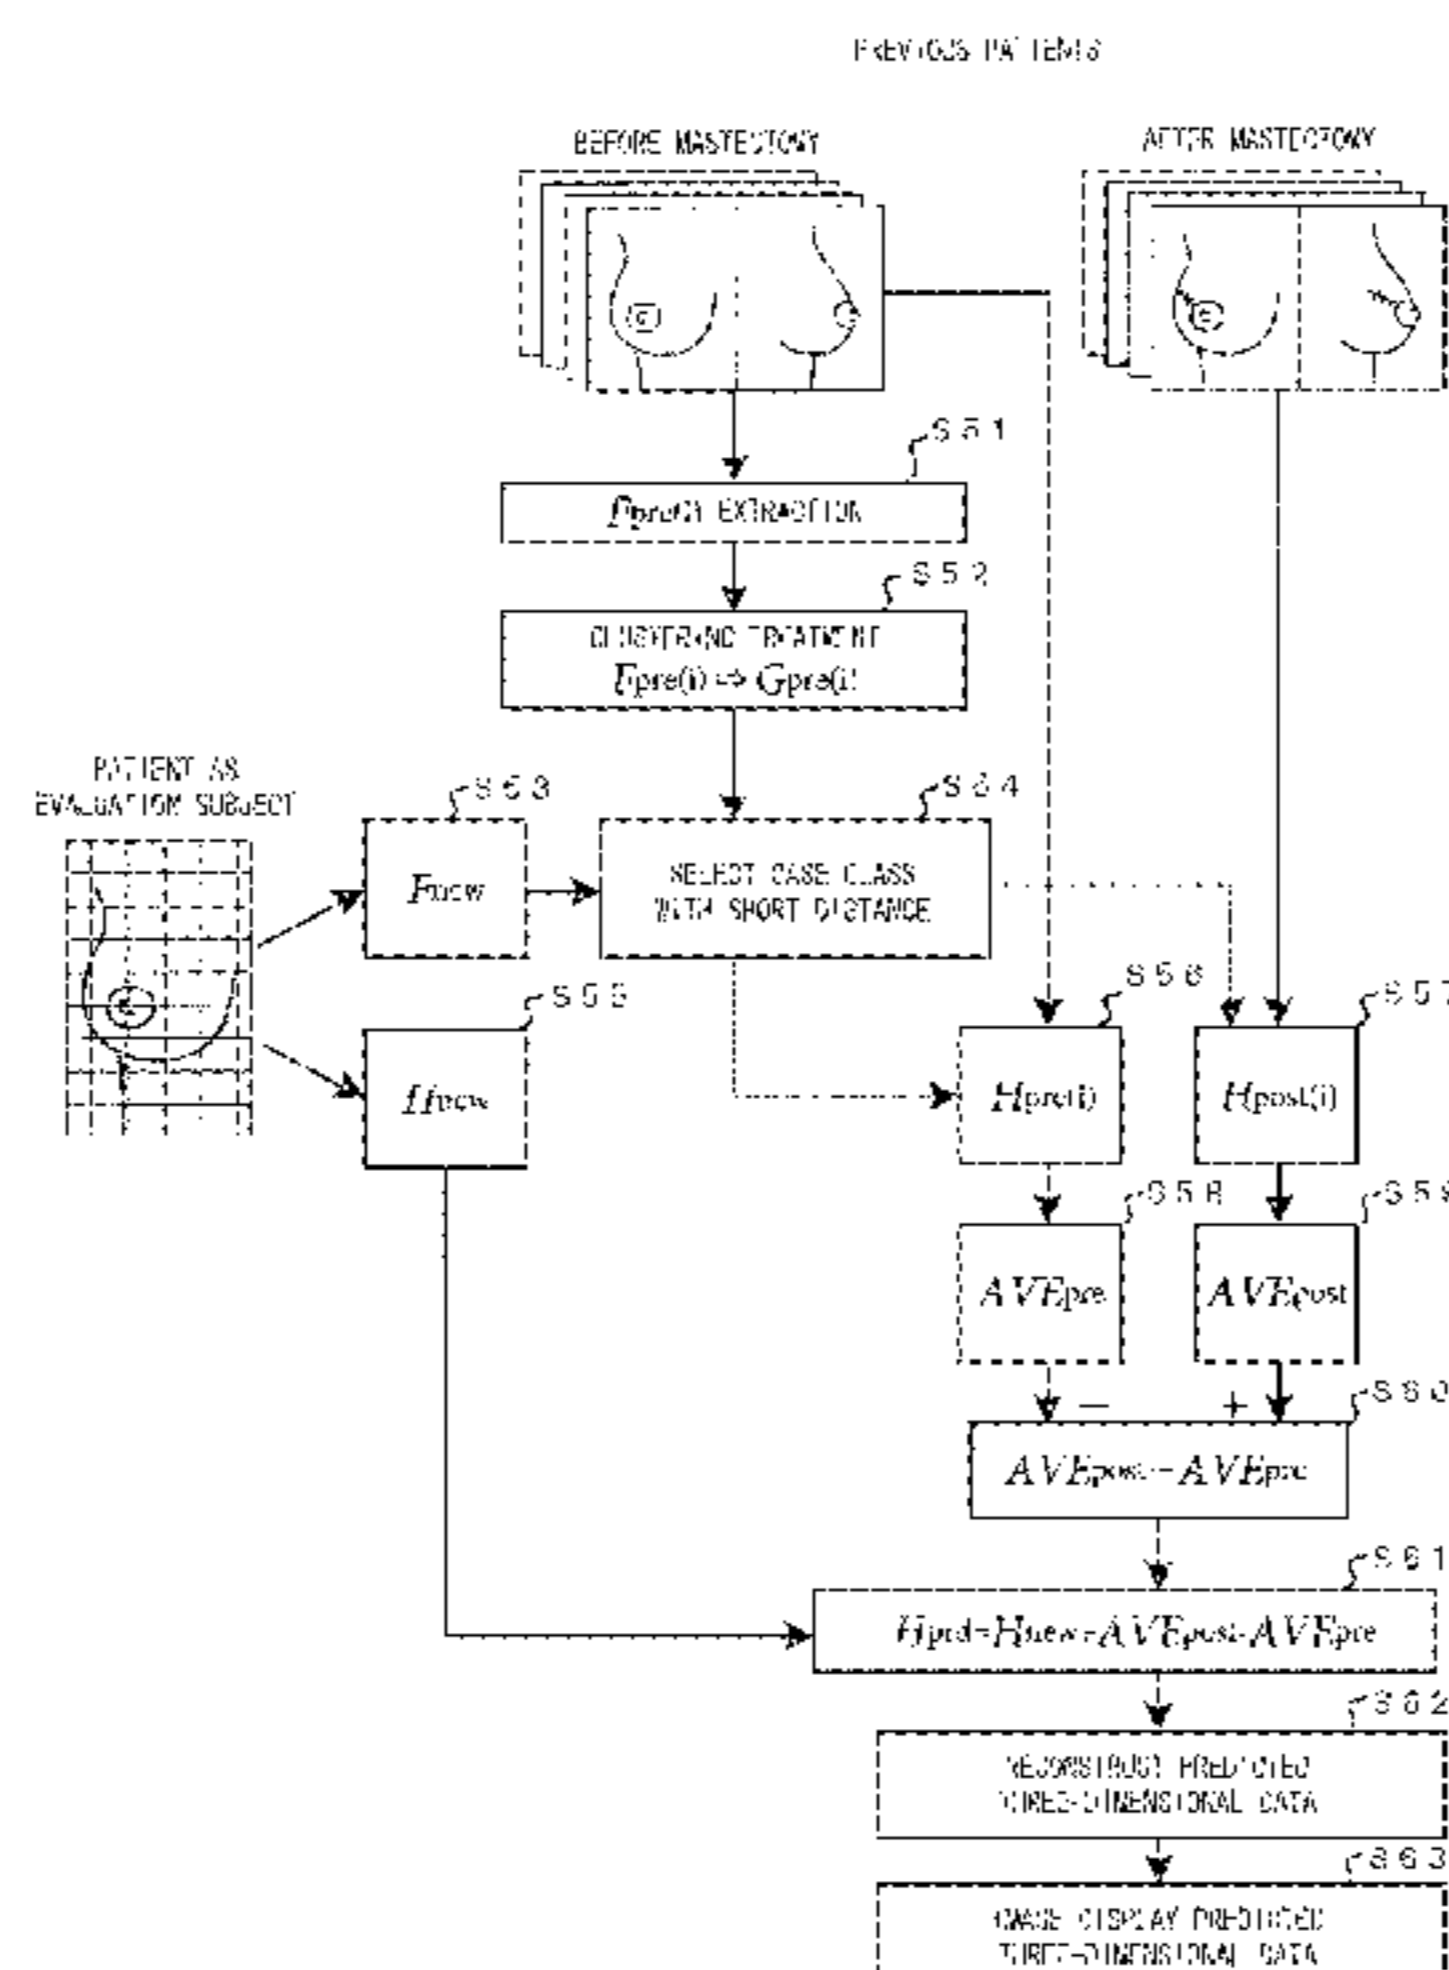 PREVIOUS PATIENTS
BEFORE MASTECTOMY
AFTER MASTECTOMY
S51
Fpre(i) EXTRACTION
S52
CLUSTERING TREATMENT
Fpre(i) ⇒ Gpre(i)
PATIENT AS
EVALUATION SUBJECT
S53
S54
Fnew
SELECT CASE CLASS
WITH SHORT DISTANCE
S55
S56
S57
Hnew
Hpre(i)
Hpost(i)
S58
S59
AVEpre
AVEpost
− +
S60
AVEpost−AVEpre
S61
Hprd=Hnew+AVEpost-AVEpre
S62
RECONSTRUCT PREDICTED
THREE-DIMENSIONAL DATA
S63
IMAGE DISPLAY PREDICTED
THREE-DIMENSIONAL DATA